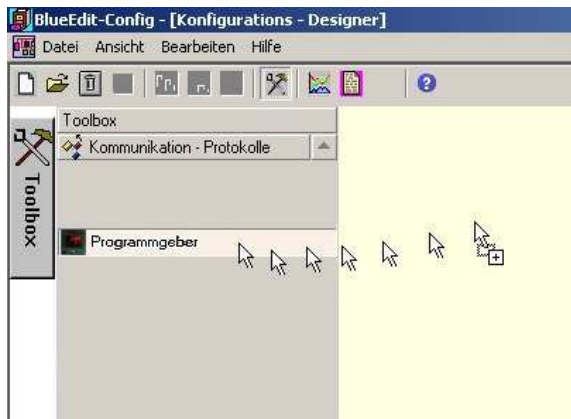 BlueEdit-Config - [Konfigurations - Designer]
Datei Ansicht Bearbeiten Hilfe
Toolbox
Kommunikation - Protokolle
Toolbox
Programmgeber